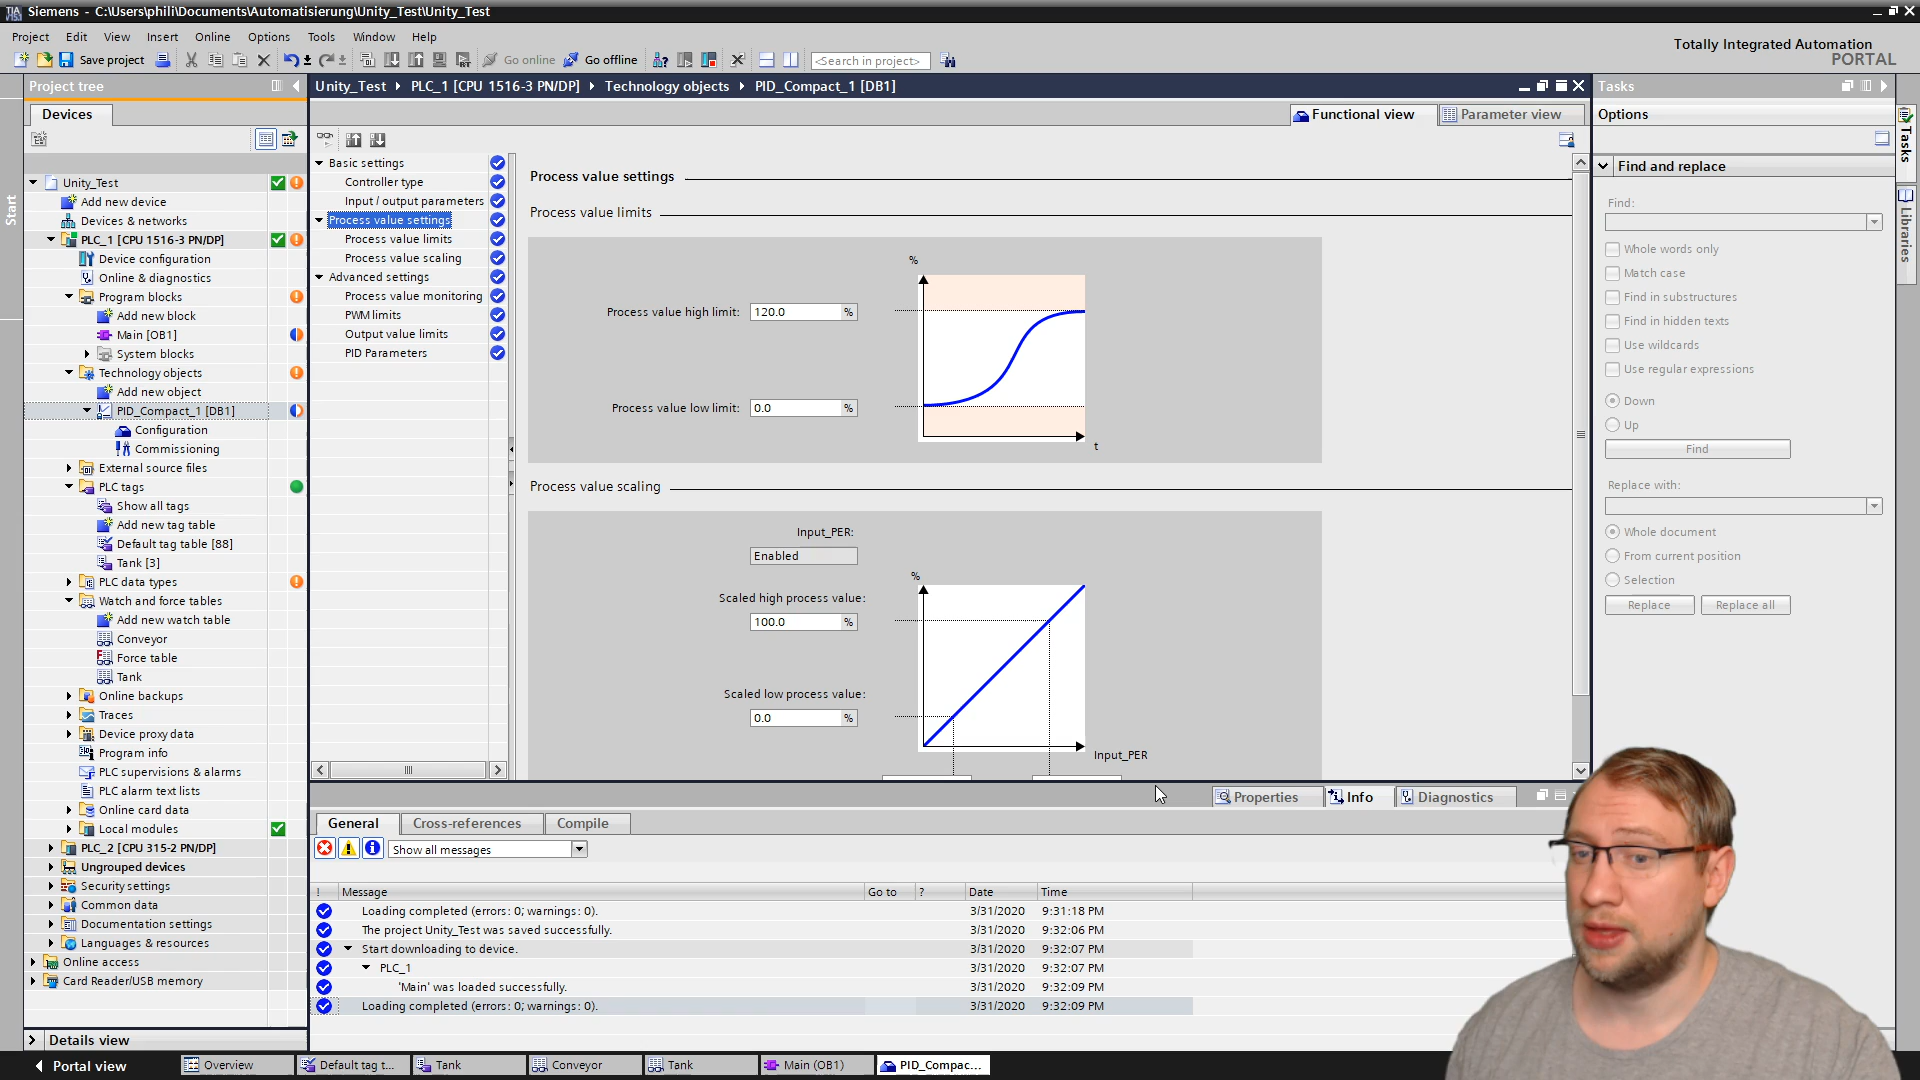 Siemens - C:\Users\phili\Documents\Automatisierung\Unity_Test\Unity_Test
Project Edit View Insert Online Options Tools Window Help
Totally Integrated Automation
PORTAL
Save project
Go online
Go offline
<Search in project>
Project tree
Unity_Test PLC_1 [CPU 1516-3 PN/DP] Technology objects PID_Compact_1 [DB1]
Tasks
Devices
Functional view
Parameter view
Options
Start
Unity_Test
Add new device
Devices & networks
PLC_1 [CPU 1516-3 PN/DP]
Device configuration
Online & diagnostics
Program blocks
Add new block
Main [OB1]
System blocks
Technology objects
Add new object
PID_Compact_1 [DB1]
Configuration
Commissioning
External source files
PLC tags
Show all tags
Add new tag table
Default tag table [88]
Tank [3]
PLC data types
Watch and force tables
Add new watch table
Conveyor
Force table
Tank
Online backups
Traces
Device proxy data
Program info
PLC supervisions & alarms
PLC alarm text lists
Online card data
Local modules
PLC_2 [CPU 315-2 PN/DP]
Ungrouped devices
Security settings
Common data
Documentation settings
Languages & resources
Online access
Card Reader/USB memory
Details view
Basic settings
Controller type
Input / output parameters
Process value settings
Process value limits
Process value scaling
Advanced settings
Process value monitoring
PWM limits
Output value limits
PID Parameters
Process value settings
Process value limits
%
Process value high limit: 120.0 %
Process value low limit: 0.0 %
t
Process value scaling
Input_PER:
Enabled
%
Scaled high process value:
100.0 %
Scaled low process value:
0.0 %
Input_PER
Properties
Info
Diagnostics
General
Cross-references
Compile
Show all messages
! Message Go to ? Date Time
Loading completed (errors: 0; warnings: 0). 3/31/2020 9:31:18 PM
The project Unity_Test was saved successfully. 3/31/2020 9:32:06 PM
Start downloading to device. 3/31/2020 9:32:07 PM
PLC_1 3/31/2020 9:32:07 PM
'Main' was loaded successfully. 3/31/2020 9:32:09 PM
Loading completed (errors: 0; warnings: 0). 3/31/2020 9:32:09 PM
Find and replace
Find:
Whole words only
Match case
Find in substructures
Find in hidden texts
Use wildcards
Use regular expressions
Down
Up
Find
Replace with:
Whole document
From current position
Selection
Replace
Replace all
Tasks
Libraries
Portal view
Overview
Default tag t...
Tank
Conveyor
Tank
Main (OB1)
PID_Compac...